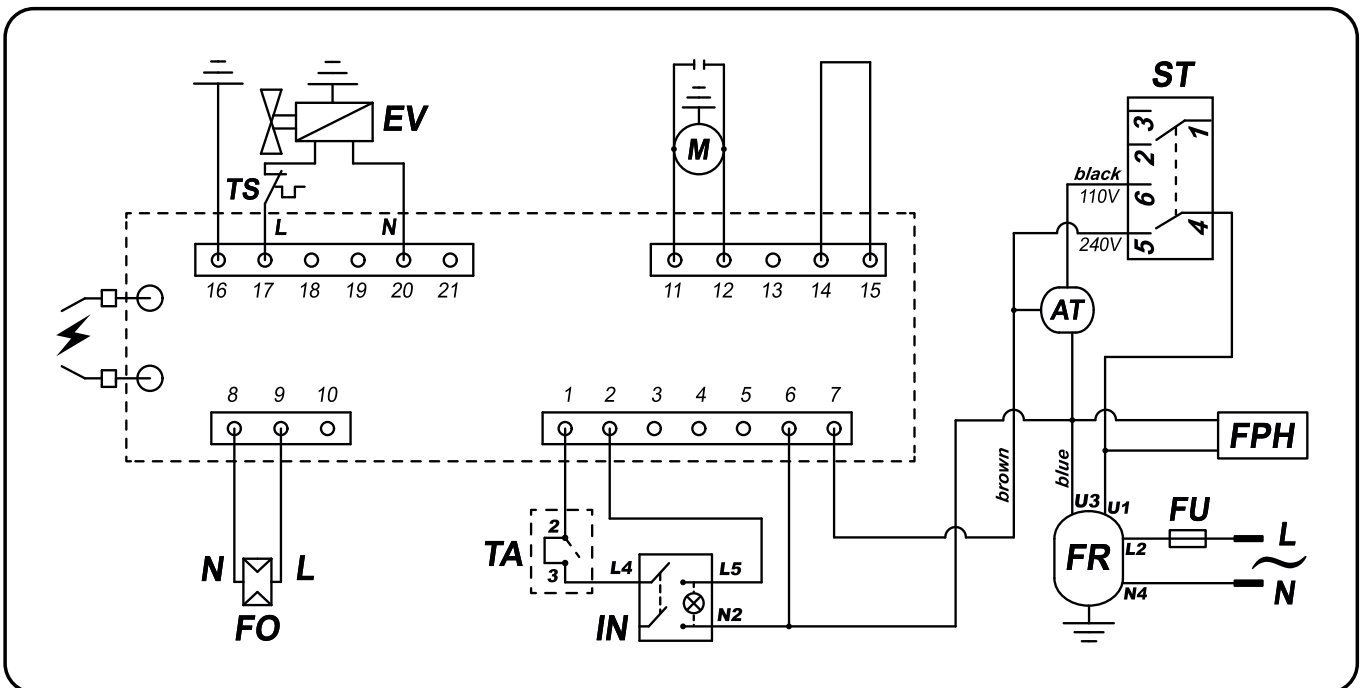 ST
EV
M
3
1
2
black
110V
6
TS
L
N
240V
5
4
16 17 18 19 20 21
11 12 13 14 15
AT
8 9 10
1 2 3 4 5 6 7
FPH
brown
blue
U3
U1
FU
L
2
TA
3
FR
L2
N
L
L4
L5
N4
N
FO
IN
N2